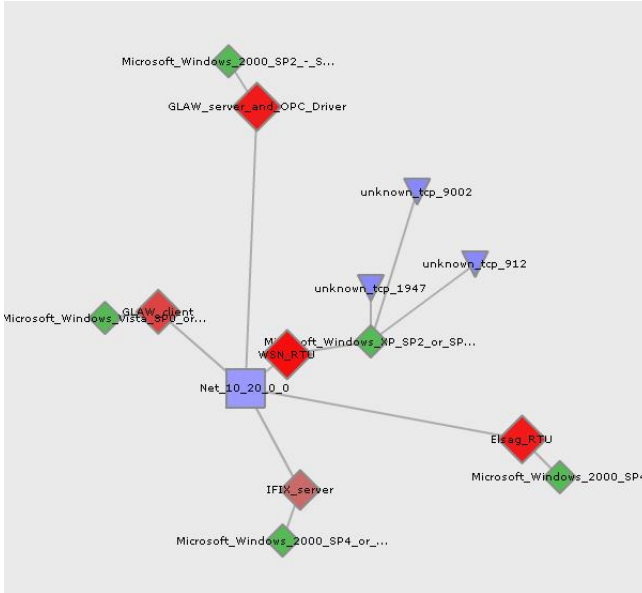 Microsoft_Windows_2000_SP2_-_S...
GLAW_server_and_OPC_Driver
unknown_tcp_9002
unknown_tcp_912
unknown_tcp_1947
GLAW_client
Microsoft_Windows_Vista_SP0_or...
Microsoft_Windows_XP_SP2_or_SP...
WSN_RTU
Net_10_20_0_0
Elsag_RTU
Microsoft_Windows_2000_SP4
IFIX_server
Microsoft_Windows_2000_SP4_or_...